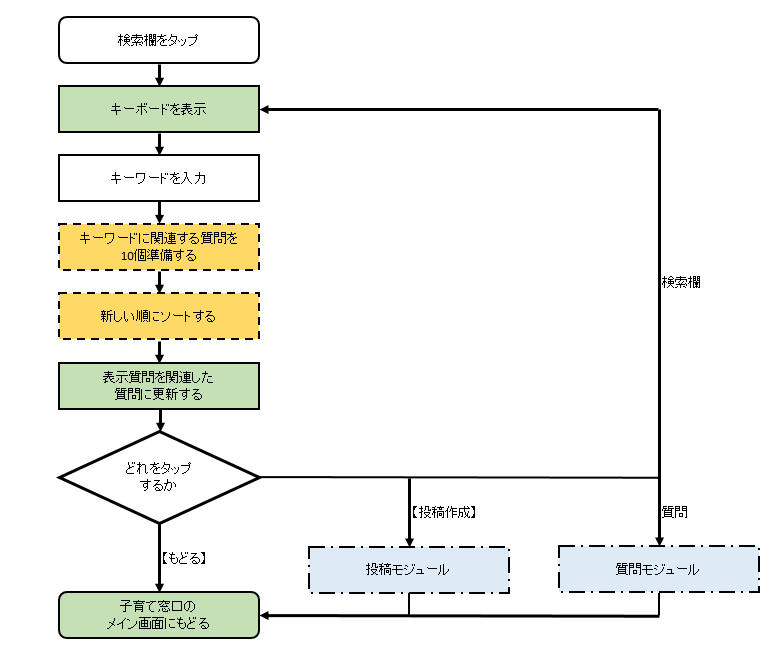 検索欄をタップ
キーボードを表示
キーワードを入力
キーワードに関連する質問を
10個準備する
検索欄
新しい順にソートする
表示質問を関連した
質問に更新する
どれをタップ
するか
【投稿作成】
質問
【もどる】
投稿モジュール
質問モジュール
子育て窓口の
メイン画面にもどる